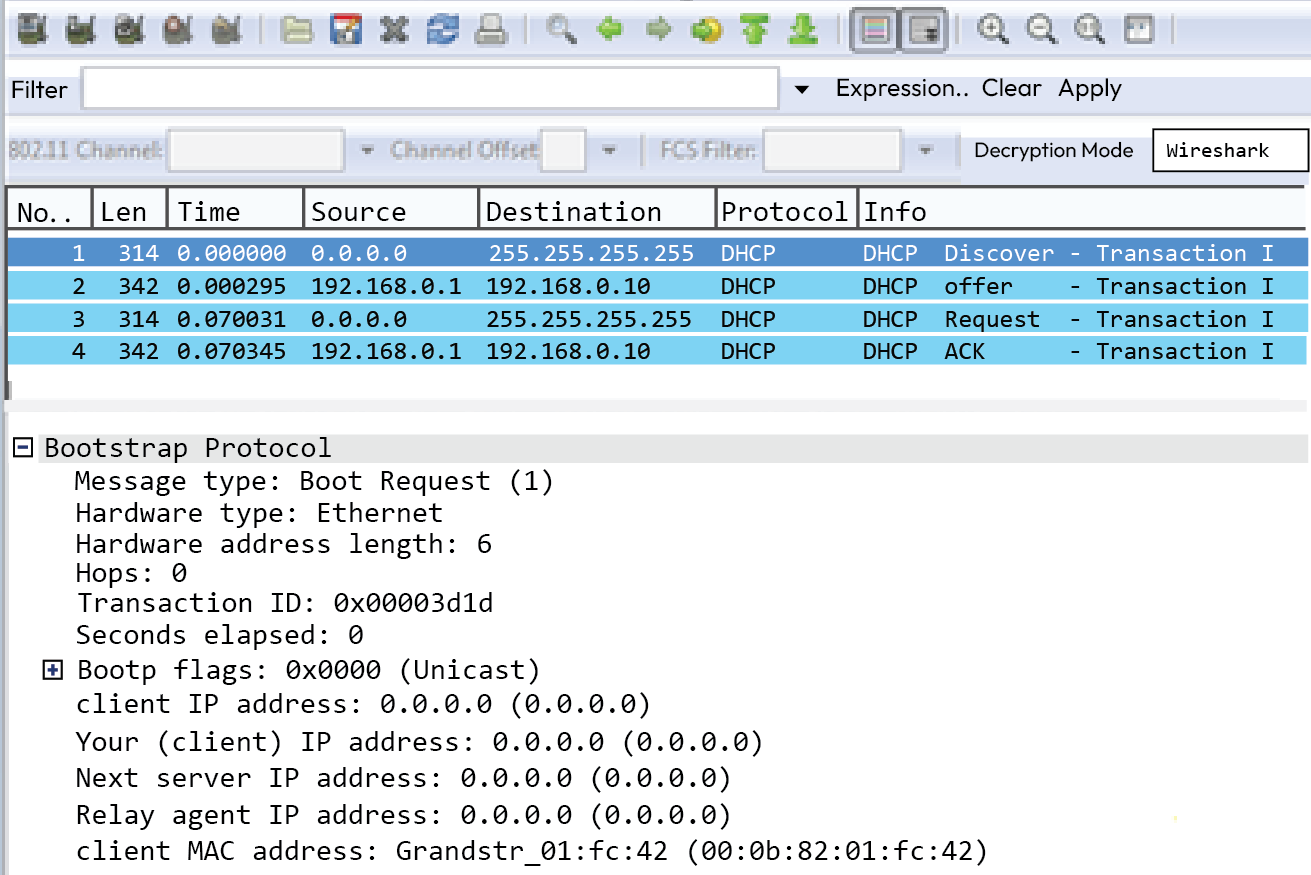 Filter Expression.. Clear Apply
802.11 Channel: Channel Offset FCS Filter: Decryption Mode Wireshark
No.. Len Time Source Destination Protocol Info
1 314 0.000000 0.0.0.0 255.255.255.255 DHCP DHCP Discover - Transaction I
2 342 0.000295 192.168.0.1 192.168.0.10 DHCP DHCP offer - Transaction I
3 314 0.070031 0.0.0.0 255.255.255.255 DHCP DHCP Request - Transaction I
4 342 0.070345 192.168.0.1 192.168.0.10 DHCP DHCP ACK - Transaction I
Bootstrap Protocol
Message type: Boot Request (1)
Hardware type: Ethernet
Hardware address length: 6
Hops: 0
Transaction ID: 0x00003d1d
Seconds elapsed: 0
Bootp flags: 0x0000 (Unicast)
client IP address: 0.0.0.0 (0.0.0.0)
Your (client) IP address: 0.0.0.0 (0.0.0.0)
Next server IP address: 0.0.0.0 (0.0.0.0)
Relay agent IP address: 0.0.0.0 (0.0.0.0)
client MAC address: Grandstr_01:fc:42 (00:0b:82:01:fc:42)